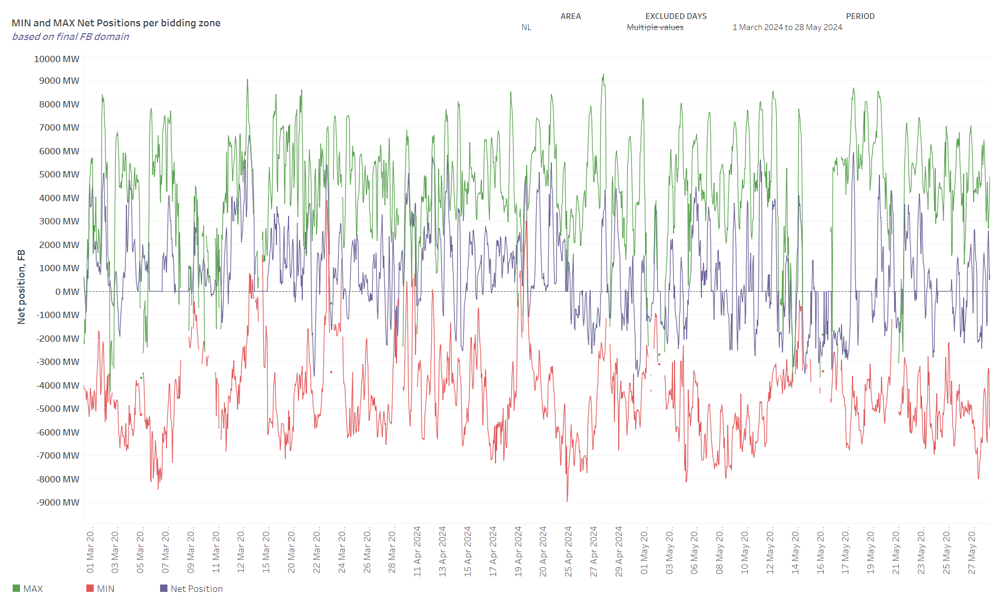 MIN and MAX Net Positions per bidding zone
based on final FB domain
AREA
NL
EXCLUDED DAYS
Multiple values
PERIOD
1 March 2024 to 28 May 2024
Net position, FB
10000 MW
9000 MW
8000 MW
7000 MW
6000 MW
5000 MW
4000 MW
3000 MW
2000 MW
1000 MW
0 MW
-1000 MW
-2000 MW
-3000 MW
-4000 MW
-5000 MW
-6000 MW
-7000 MW
-8000 MW
-9000 MW
01 Mar 20..
03 Mar 20..
05 Mar 20..
07 Mar 20..
09 Mar 20..
11 Mar 20..
12 Mar 20..
15 Mar 20..
20 Mar 20..
22 Mar 20..
24 Mar 20..
26 Mar 20..
28 Mar 20..
11 Apr 2024
13 Apr 2024
15 Apr 2024
17 Apr 2024
19 Apr 2024
20 Apr 2024
25 Apr 2024
27 Apr 2024
29 Apr 2024
01 May 20..
03 May 20..
06 May 20..
08 May 20..
10 May 20..
12 May 20..
14 May 20..
16 May 20..
17 May 20..
19 May 20..
21 May 20..
23 May 20..
25 May 20..
27 May 20..
MAX
MIN
Net Position